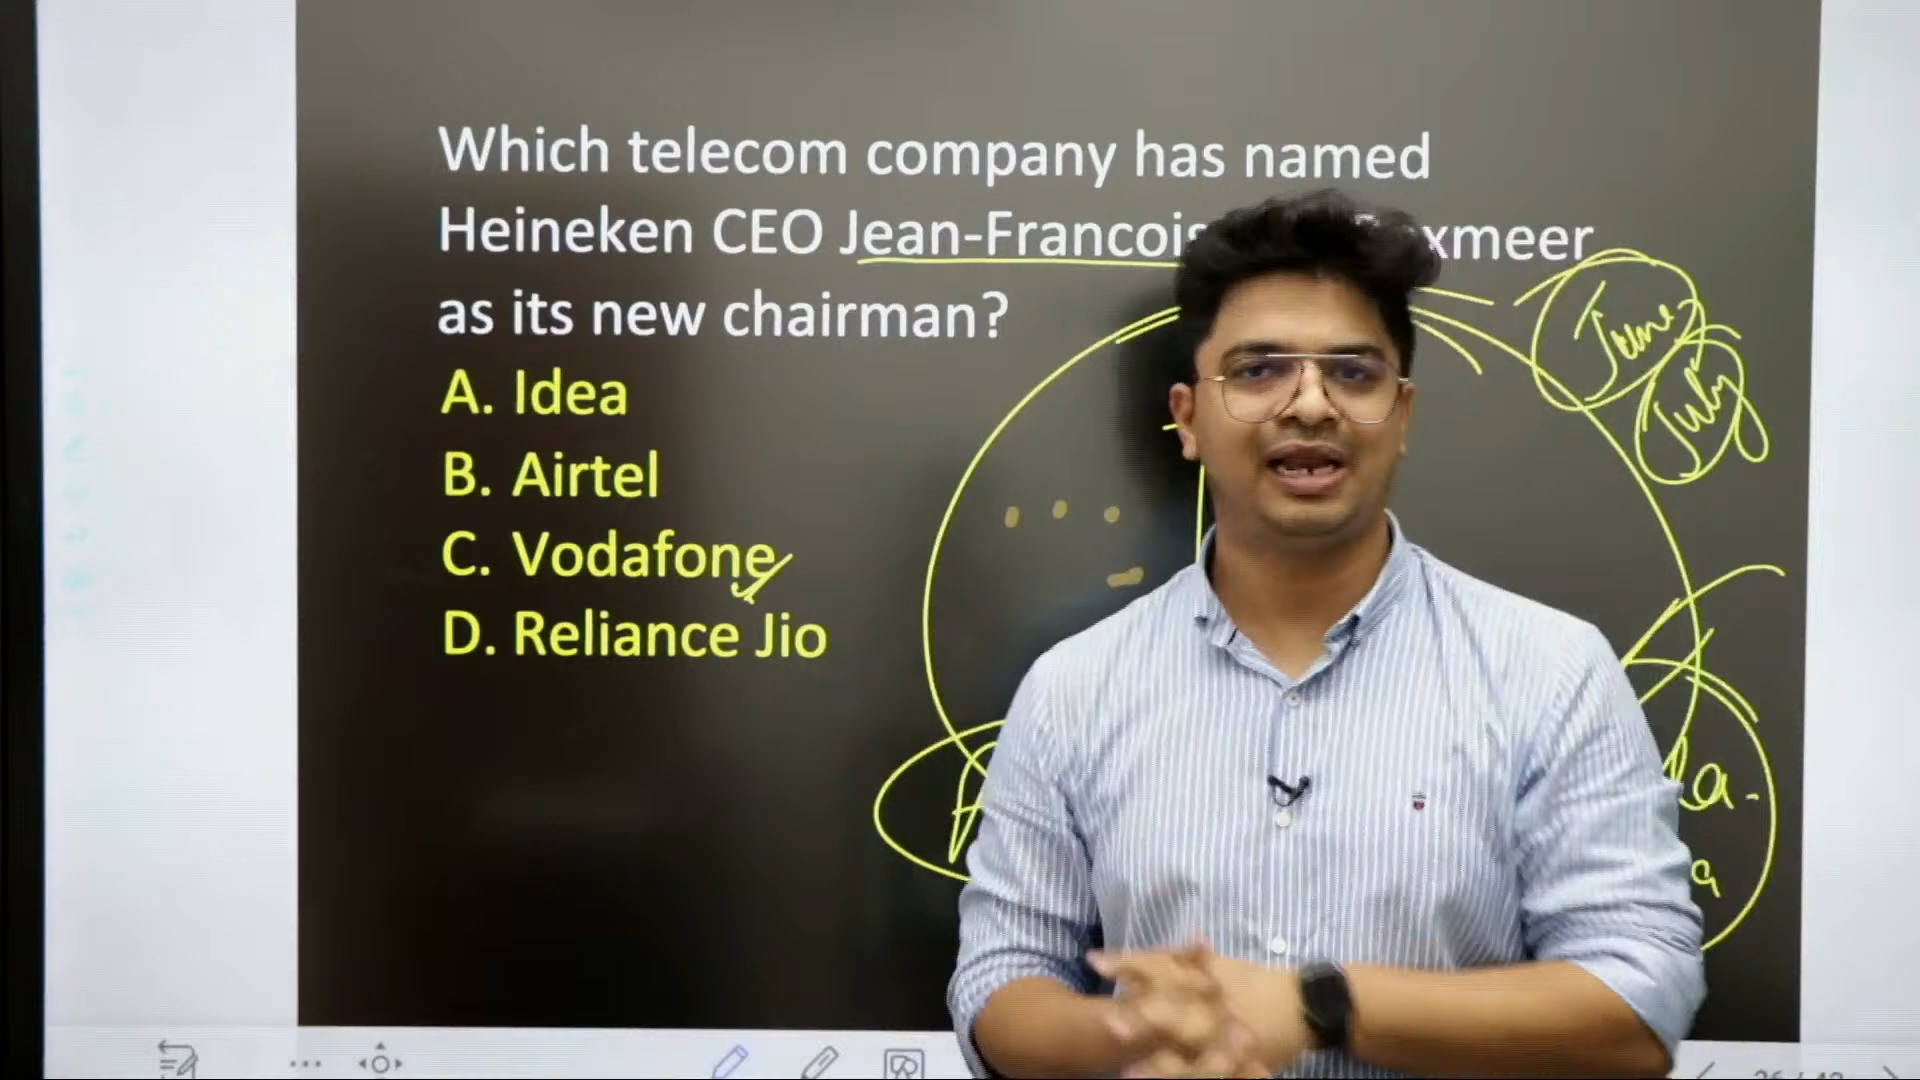 Which telecom company has named
Heineken CEO Jean-Francois xmeer
as its new chairman?
A. Idea
B. Airtel
C. Vodafone
D. Reliance Jio
June
July